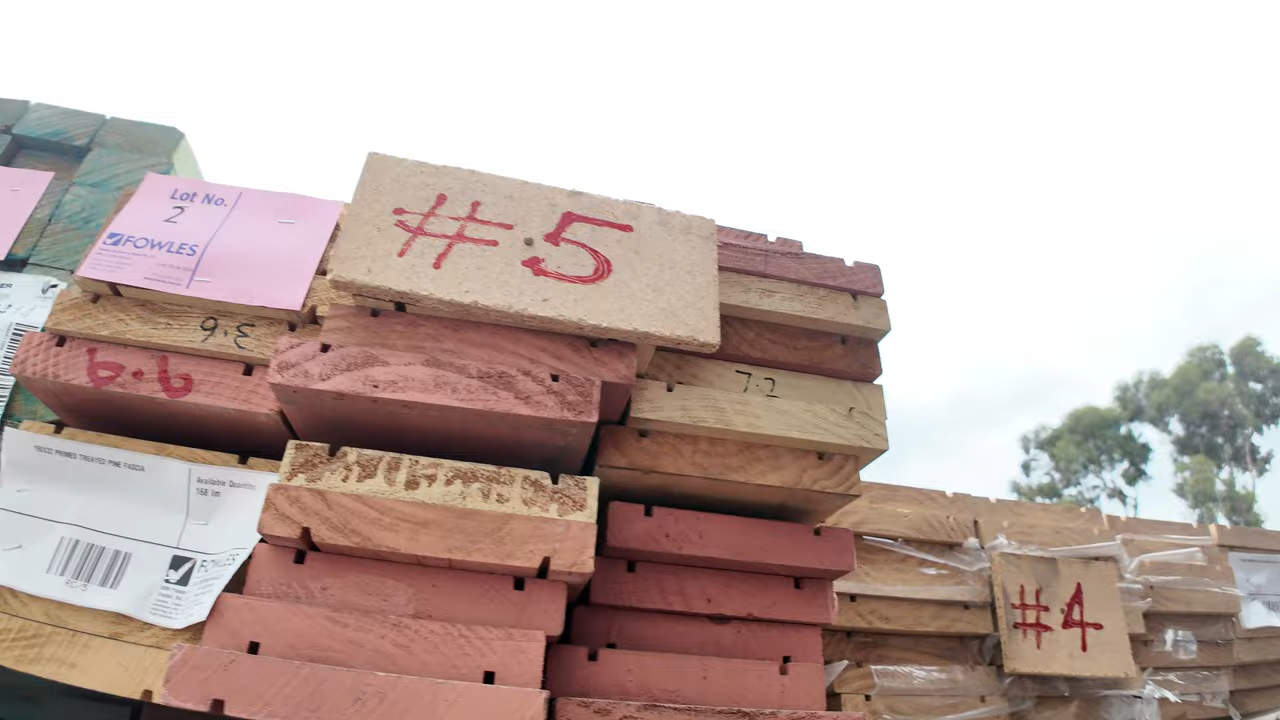 Lot No.
2
FOWLES
#5
9.E
6.6
7.2
190X32 PRIMED TREATED PINE FASCIA
Available Quantity
168 lm
FOWLES
#4